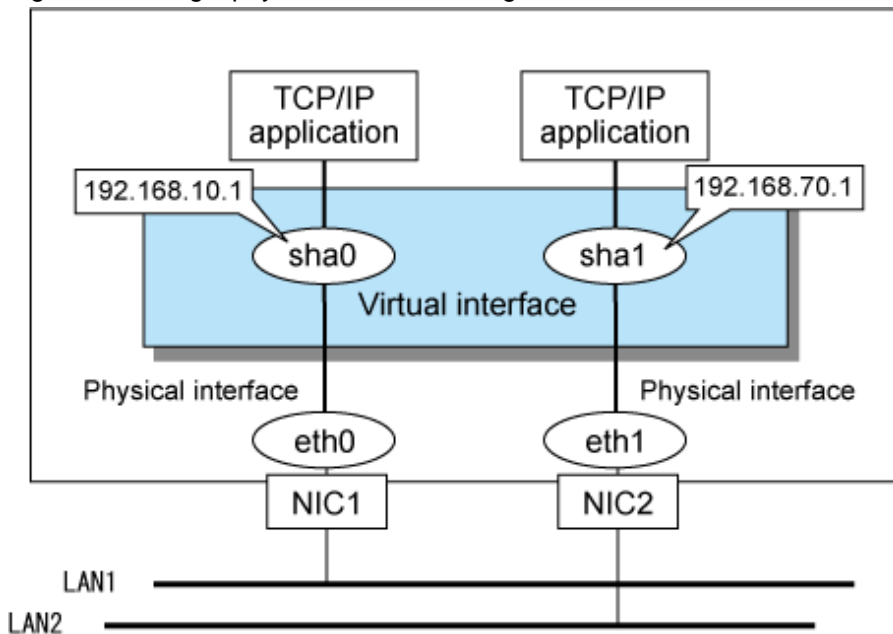 TCP/IP
application
TCP/IP
application
192.168.10.1
192.168.70.1
sha0
sha1
Virtual interface
Physical interface
Physical interface
eth0
eth1
NIC1
NIC2
LAN1
LAN2